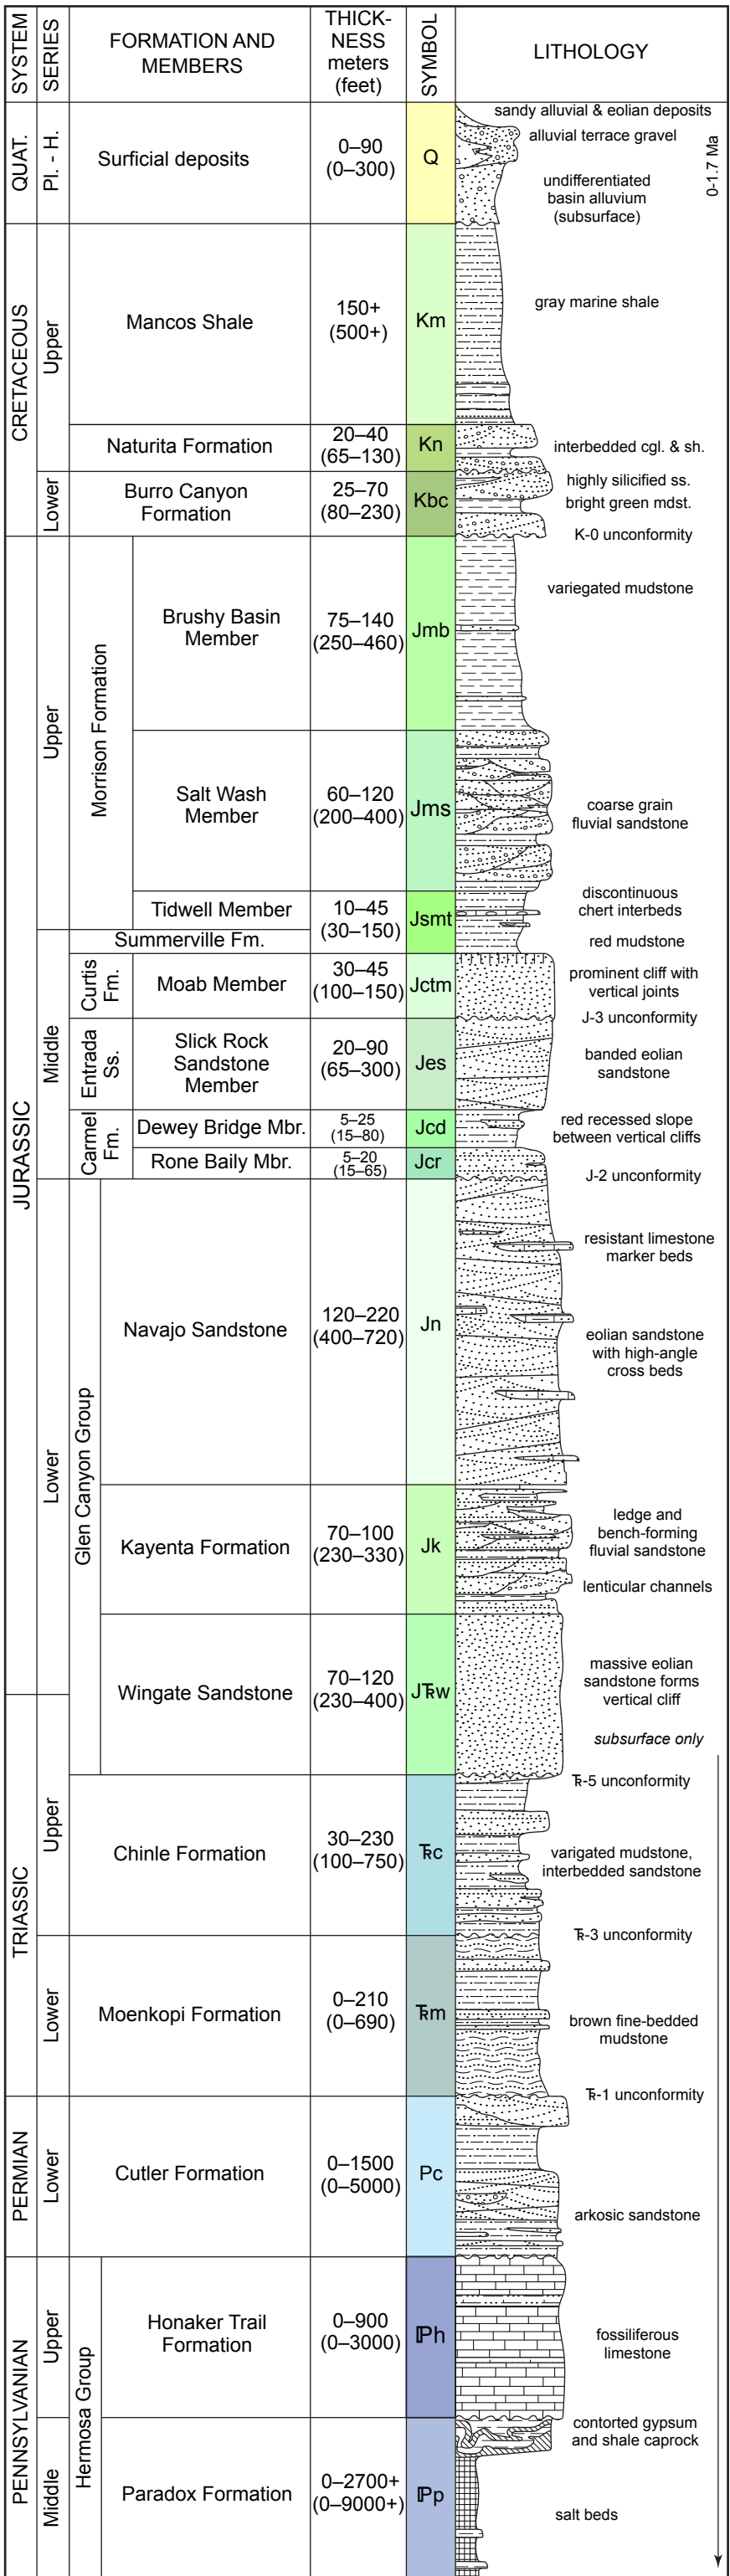 SYSTEM
SERIES
FORMATION AND
MEMBERS
THICK-
NESS
meters
(feet)
SYMBOL
LITHOLOGY
QUAT.
Pl. - H.
Surficial deposits
0–90
(0–300)
Q
sandy alluvial & eolian deposits
alluvial terrace gravel
undifferentiated
basin alluvium
(subsurface)
0-1.7 Ma
CRETACEOUS
Upper
Mancos Shale
150+
(500+)
Km
gray marine shale
Naturita Formation
20–40
(65–130)
Kn
interbedded cgl. & sh.
Lower
Burro Canyon
Formation
25–70
(80–230)
Kbc
highly silicified ss.
bright green mdst.
K-0 unconformity
JURASSIC
Upper
Morrison Formation
Brushy Basin
Member
75–140
(250–460)
Jmb
variegated mudstone
Salt Wash
Member
60–120
(200–400)
Jms
coarse grain
fluvial sandstone
Tidwell Member
10–45
(30–150)
Jsmt
discontinuous
chert interbeds
Middle
Summerville Fm.
red mudstone
Curtis
Fm.
Moab Member
30–45
(100–150)
Jctm
prominent cliff with
vertical joints
J-3 unconformity
Entrada
Ss.
Slick Rock
Sandstone
Member
20–90
(65–300)
Jes
banded eolian
sandstone
Carmel
Fm.
Dewey Bridge Mbr.
5–25
(15–80)
Jcd
red recessed slope
between vertical cliffs
Rone Baily Mbr.
5–20
(15–65)
Jcr
J-2 unconformity
Lower
Glen Canyon Group
Navajo Sandstone
120–220
(400–720)
Jn
resistant limestone
marker beds
eolian sandstone
with high-angle
cross beds
Kayenta Formation
70–100
(230–330)
Jk
ledge and
bench-forming
fluvial sandstone
lenticular channels
Wingate Sandstone
70–120
(230–400)
JTRw
massive eolian
sandstone forms
vertical cliff
subsurface only
TR-5 unconformity
TRIASSIC
Upper
Chinle Formation
30–230
(100–750)
TRc
varigated mudstone,
interbedded sandstone
TR-3 unconformity
Lower
Moenkopi Formation
0–210
(0–690)
TRm
brown fine-bedded
mudstone
TR-1 unconformity
PERMIAN
Lower
Cutler Formation
0–1500
(0–5000)
Pc
arkosic sandstone
PENNSYLVANIAN
Upper
Hermosa Group
Honaker Trail
Formation
0–900
(0–3000)
ℙh
fossiliferous
limestone
Middle
Paradox Formation
0–2700+
(0–9000+)
ℙp
contorted gypsum
and shale caprock
salt beds